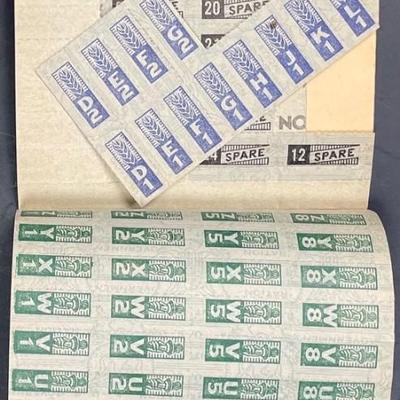 20 SPARE
G2
F2
E2
D2
L1
K1
J1
H1
G1
F1
E1
D1
NO
4 SPARE 12 SPARE
Z2 Z5 Z8
Y1 Y2 Y5 Y8
X1 X2 X5 X8
W1 W2 W5 W8
V1 V2 V5 V8
U1 U2 U5 U8